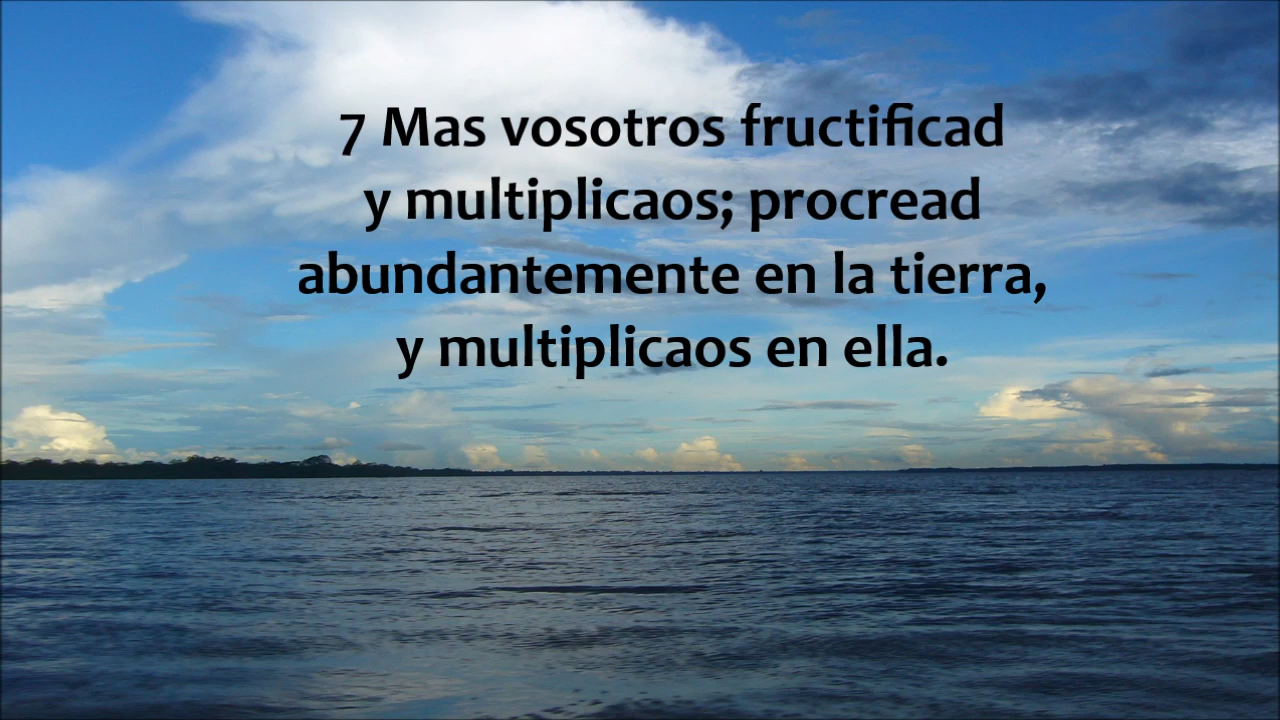 7 Mas vosotros fructificad
y multiplicaos; procread
abundantemente en la tierra,
y multiplicaos en ella.